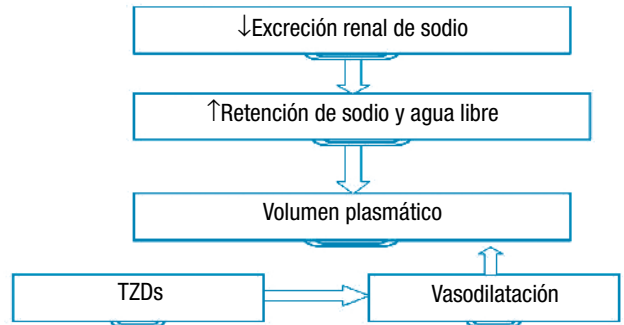 ↓Excreción renal de sodio
↑Retención de sodio y agua libre
Volumen plasmático
TZDs
Vasodilatación